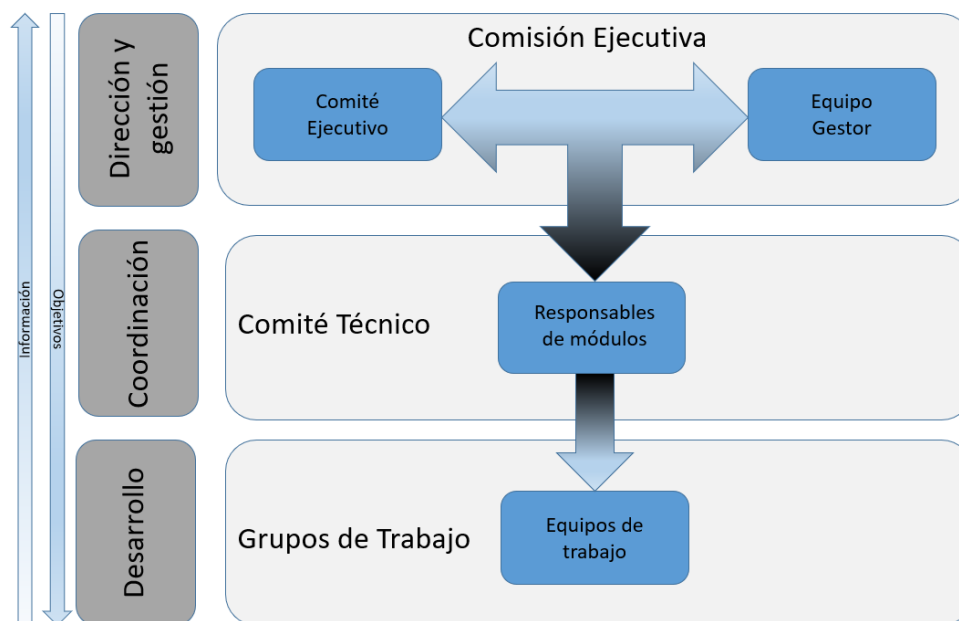 Información
Objetivos
Dirección y
gestión
Comisión Ejecutiva
Comité
Ejecutivo
Equipo
Gestor
Coordinación
Comité Técnico
Responsables
de módulos
Desarrollo
Grupos de Trabajo
Equipos de
trabajo